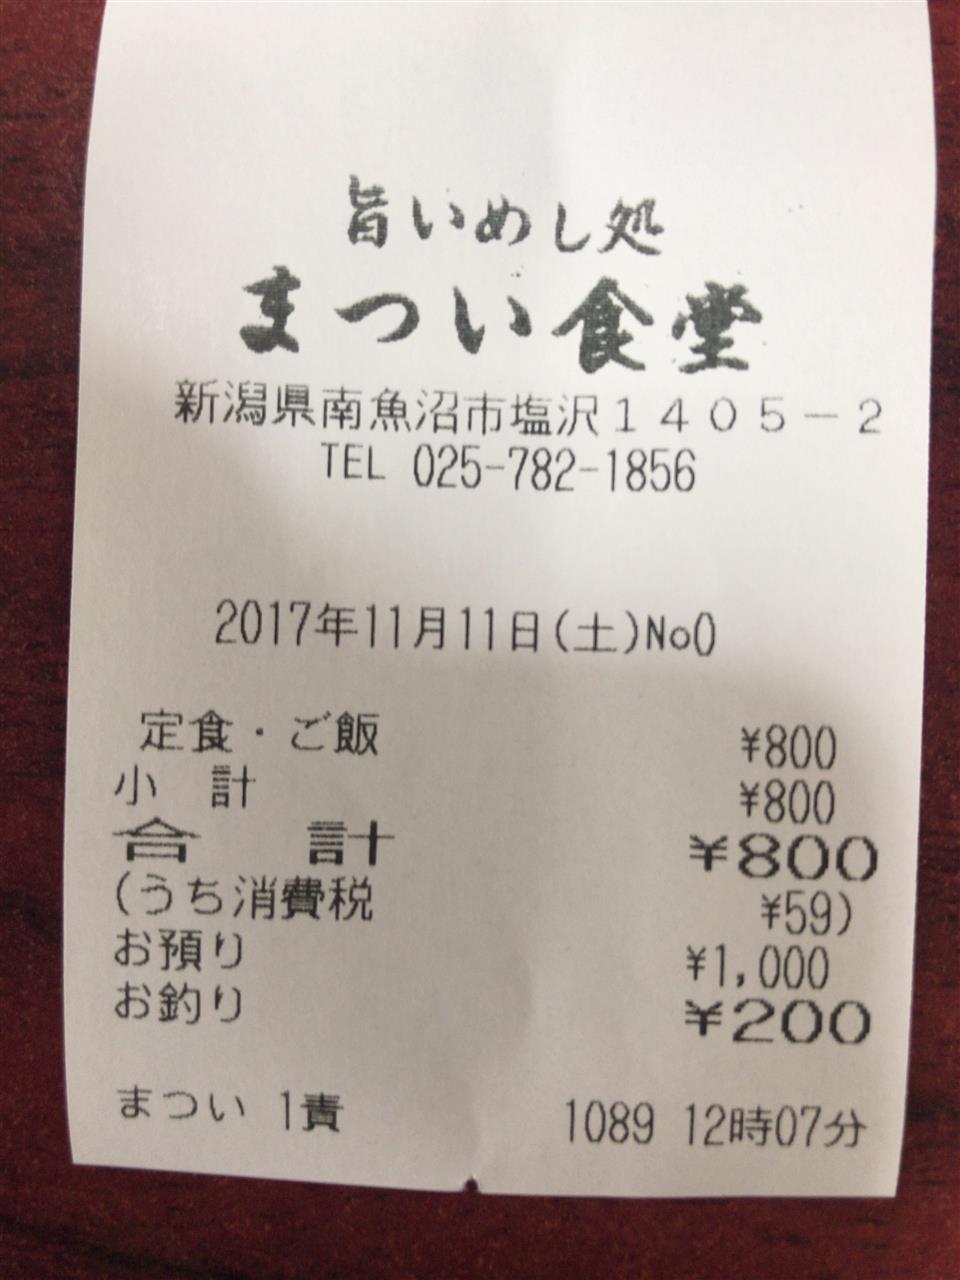 旨いめし処
まつい食堂
新潟県南魚沼市塩沢１４０５－２
TEL 025-782-1856
2017年11月11日(土)No0
定食・ご飯 ¥800
小　計 ¥800
合　計 ¥800
(うち消費税 ¥59)
お預り ¥1,000
お釣り ¥200
まつい 1責 1089 12時07分